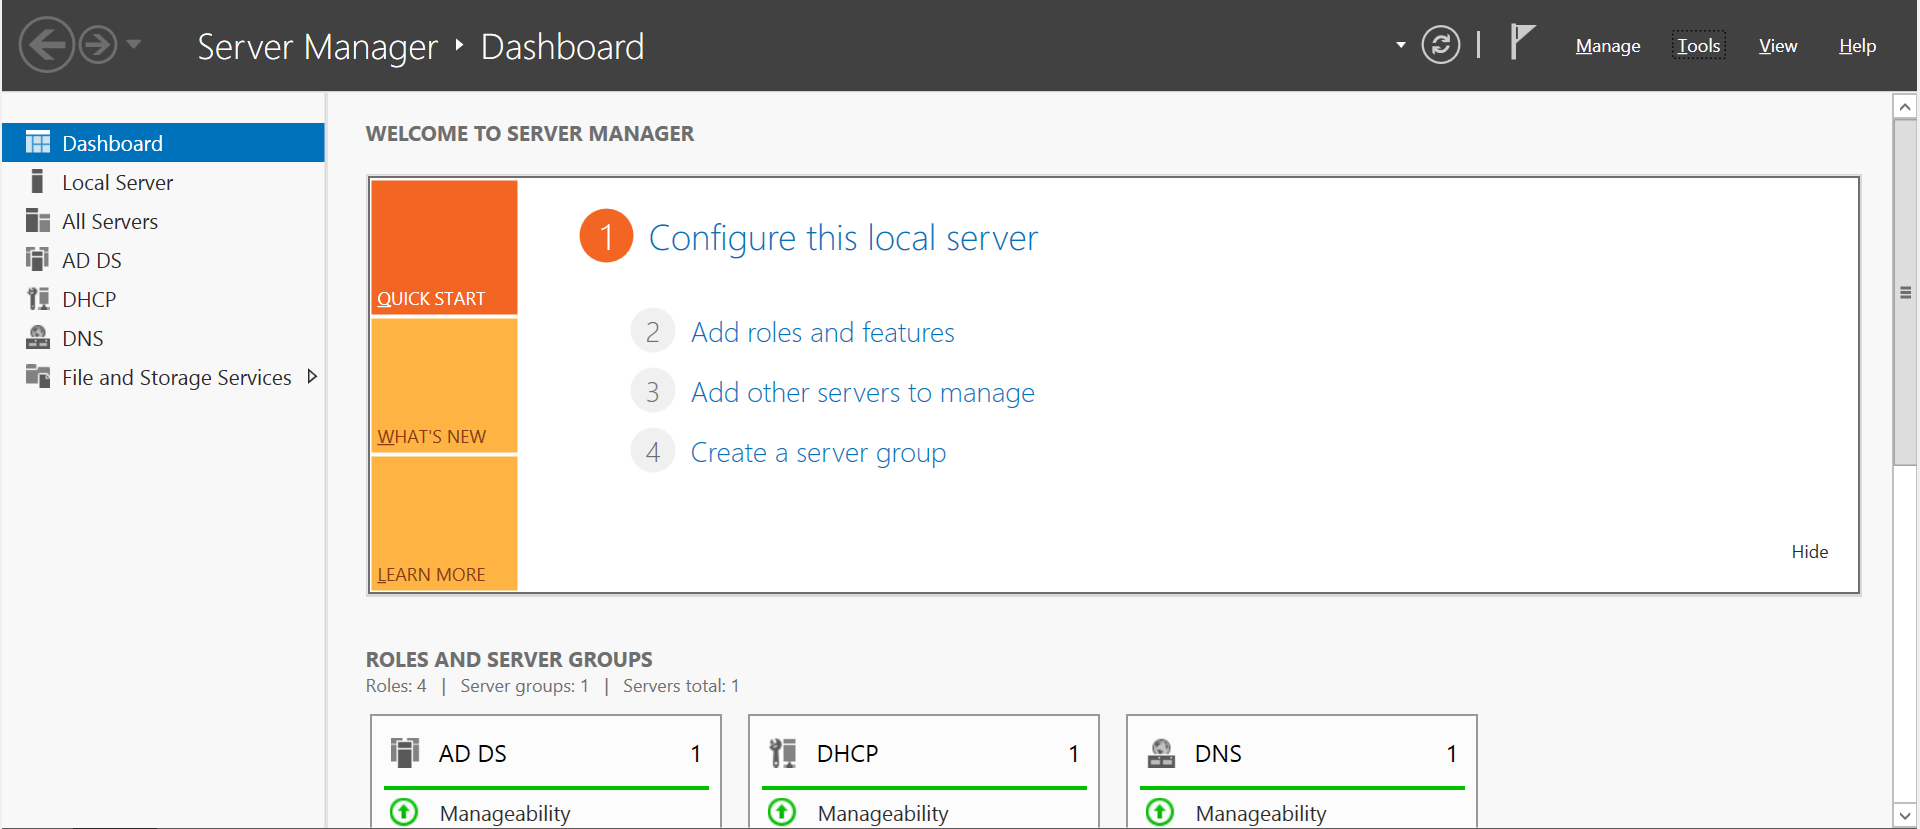 Server Manager ‣ Dashboard
Manage Tools View Help
Dashboard
Local Server
All Servers
AD DS
DHCP
DNS
File and Storage Services
WELCOME TO SERVER MANAGER
QUICK START
WHAT'S NEW
LEARN MORE
1 Configure this local server
2 Add roles and features
3 Add other servers to manage
4 Create a server group
Hide
ROLES AND SERVER GROUPS
Roles: 4 | Server groups: 1 | Servers total: 1
AD DS 1
Manageability
DHCP 1
Manageability
DNS 1
Manageability